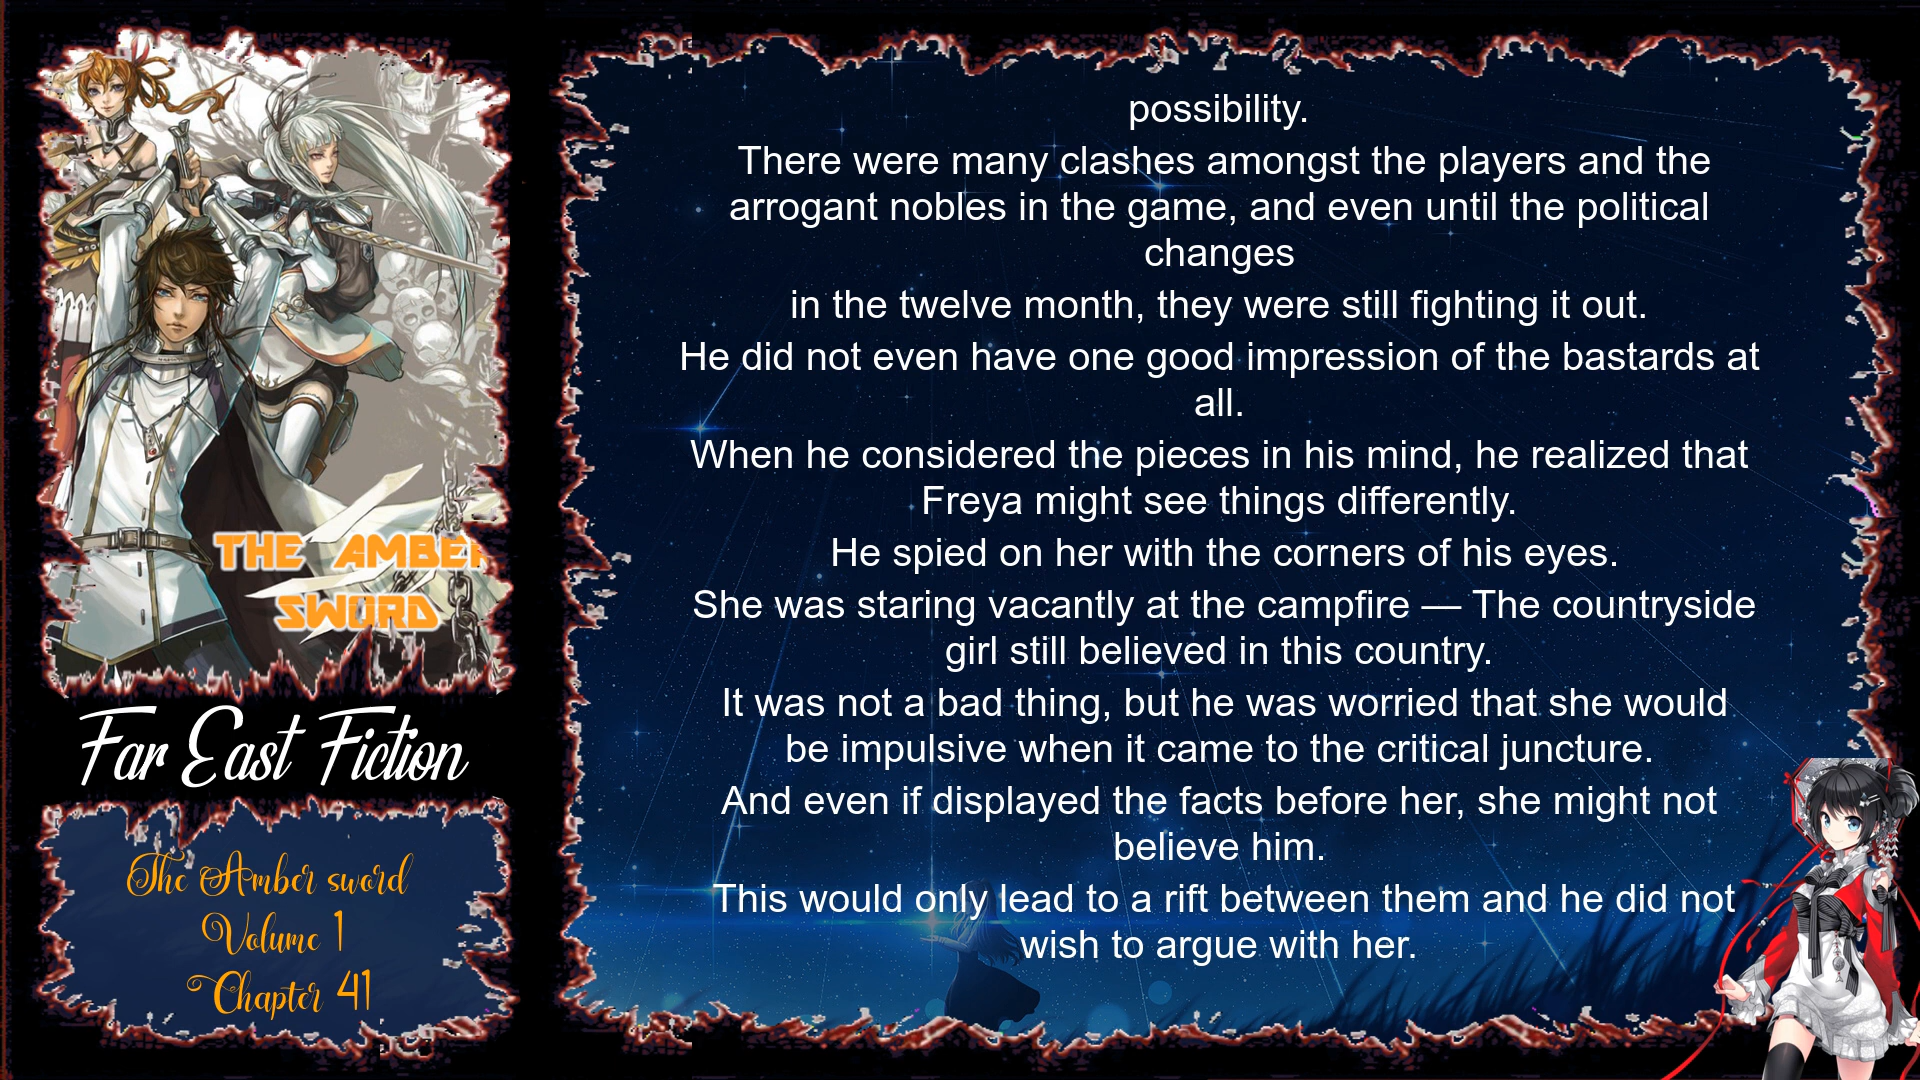 THE AMBER
SWORD
Far East Fiction
The Amber sword
Volume 1
Chapter 41
possibility.
There were many clashes amongst the players and the
arrogant nobles in the game, and even until the political
changes
in the twelve month, they were still fighting it out.
He did not even have one good impression of the bastards at
all.
When he considered the pieces in his mind, he realized that
Freya might see things differently.
He spied on her with the corners of his eyes.
She was staring vacantly at the campfire — The countryside
girl still believed in this country.
It was not a bad thing, but he was worried that she would
be impulsive when it came to the critical juncture.
And even if displayed the facts before her, she might not
believe him.
This would only lead to a rift between them and he did not
wish to argue with her.